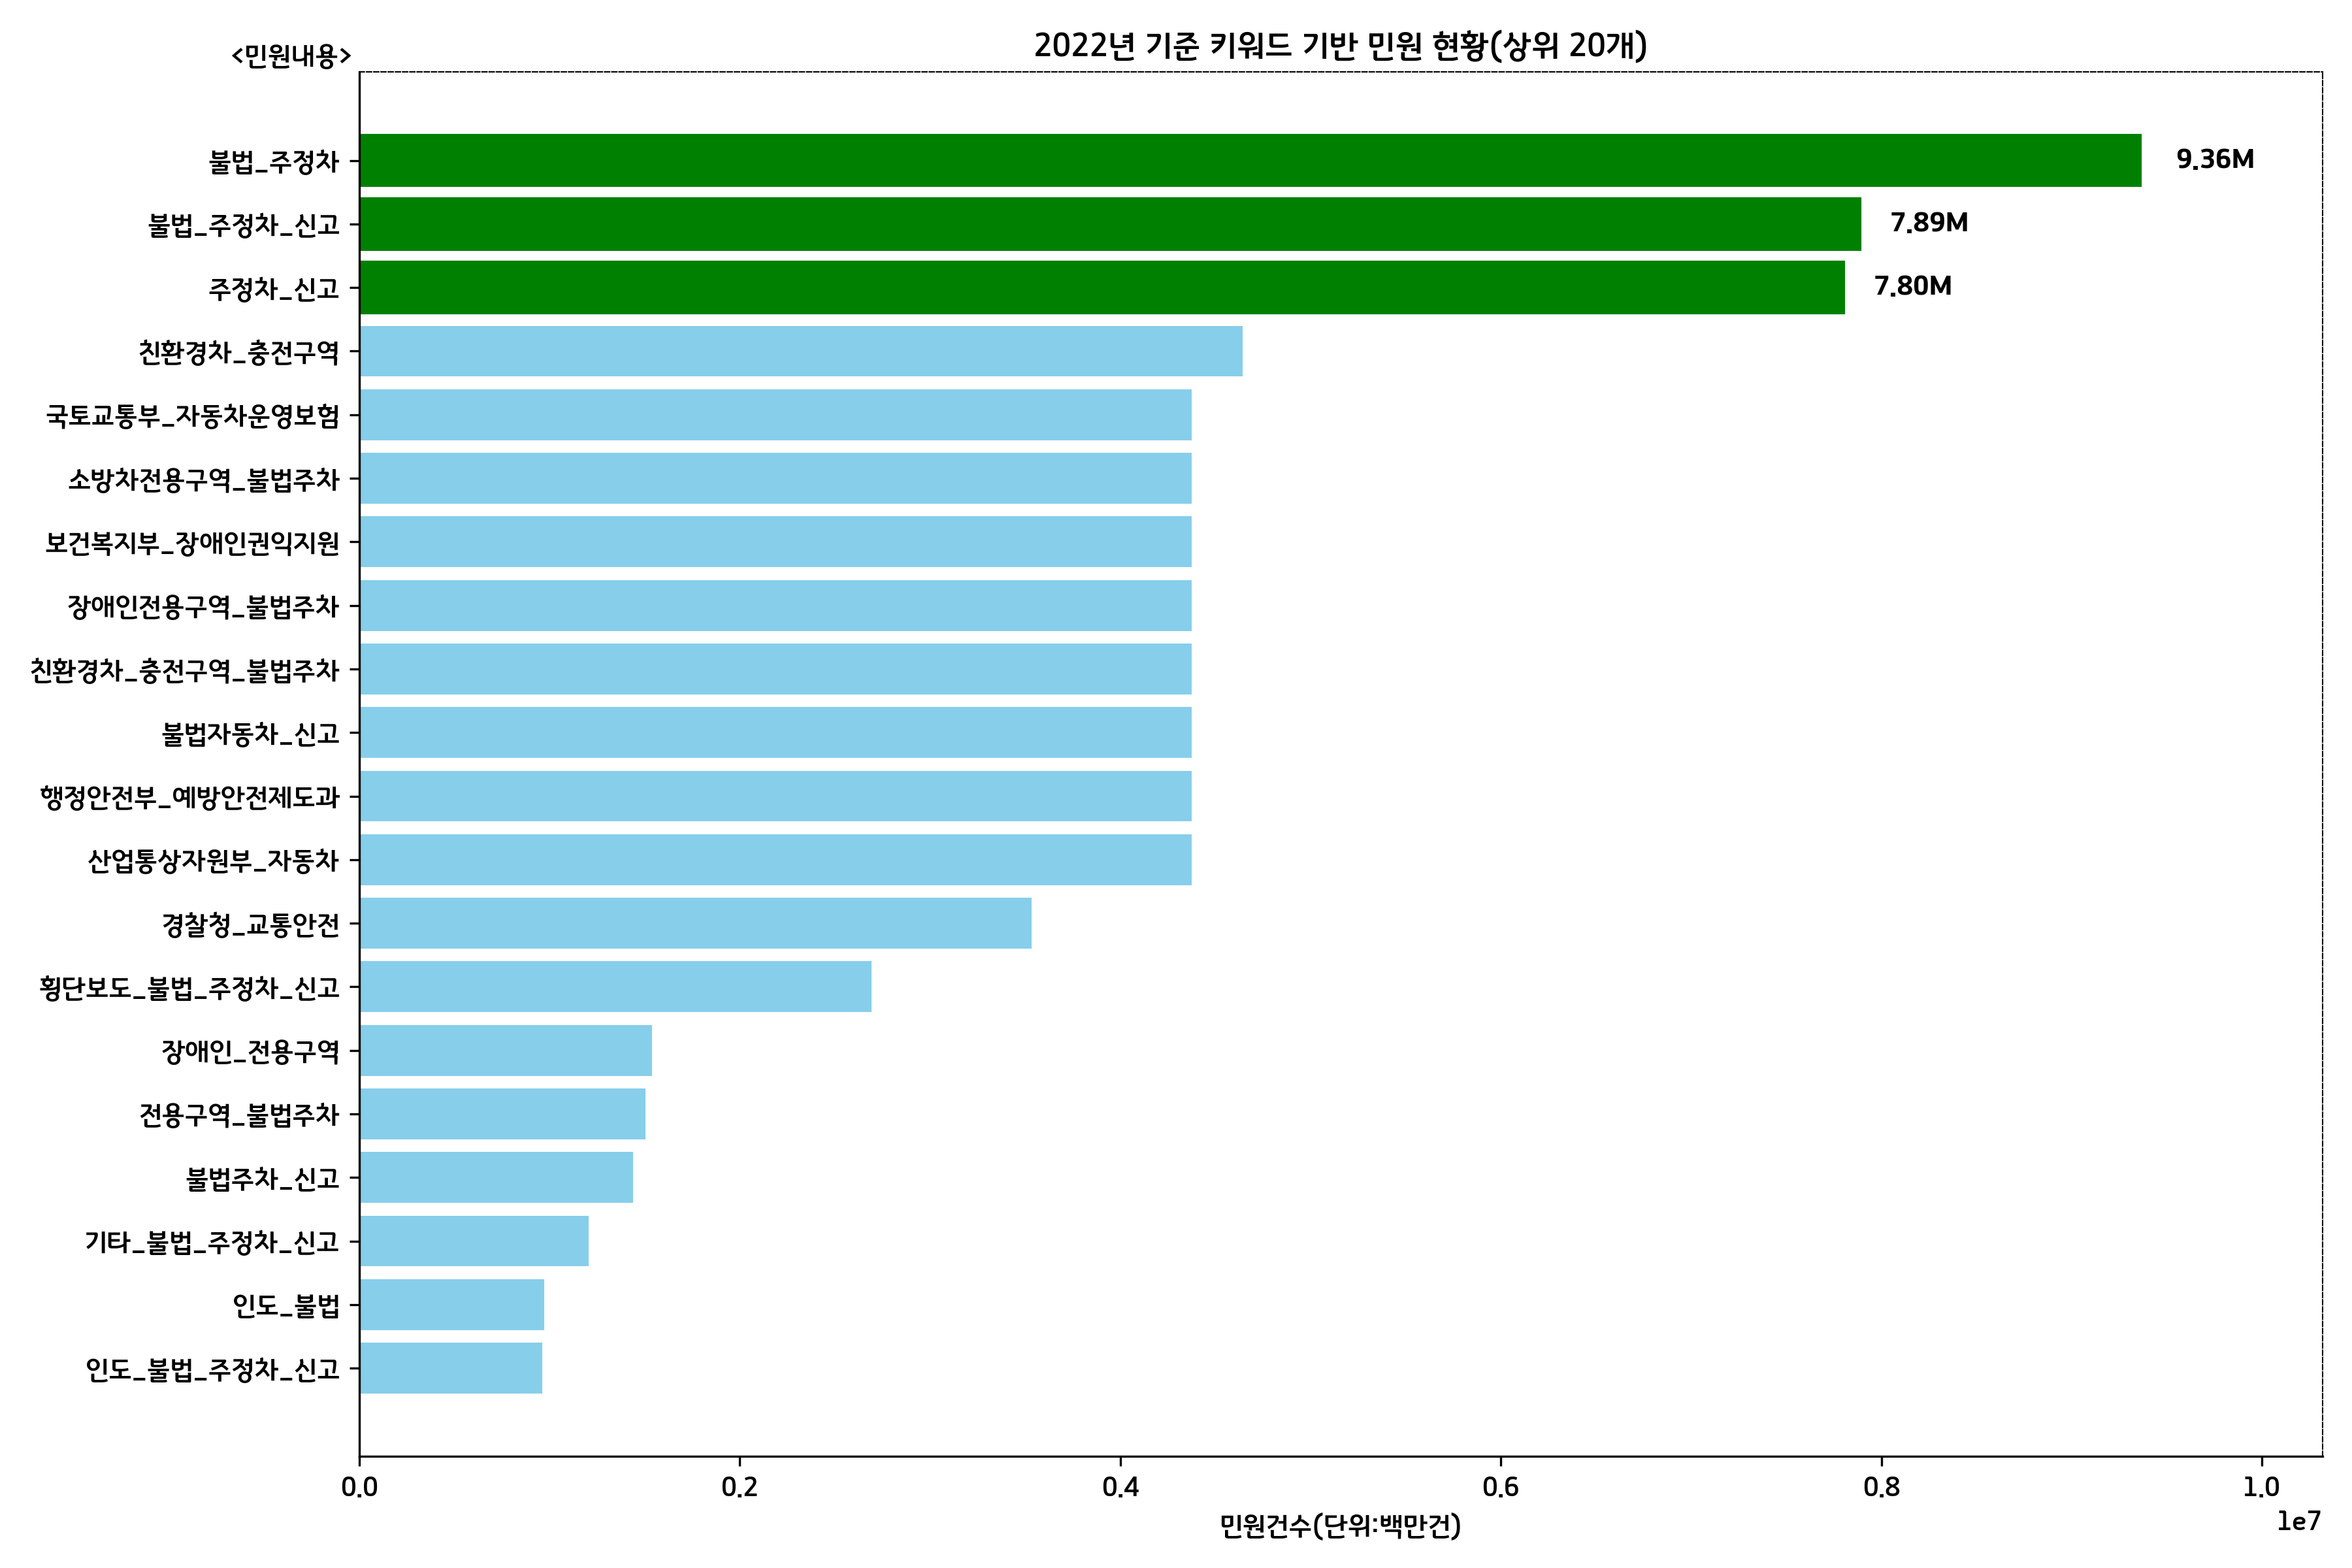 2022년 기준 키워드 기반 민원 현황(상위 20개)
<민원내용>
불법_주정차 9.36M
불법_주정차_신고 7.89M
주정차_신고 7.80M
친환경차_충전구역
국토교통부_자동차운영보험
소방차전용구역_불법주차
보건복지부_장애인권익지원
장애인전용구역_불법주차
친환경차_충전구역_불법주차
불법자동차_신고
행정안전부_예방안전제도과
산업통상자원부_자동차
경찰청_교통안전
횡단보도_불법_주정차_신고
장애인_전용구역
전용구역_불법주차
불법주차_신고
기타_불법_주정차_신고
인도_불법
인도_불법_주정차_신고
0.0 0.2 0.4 0.6 0.8 1.0
1e7
민원건수(단위:백만건)